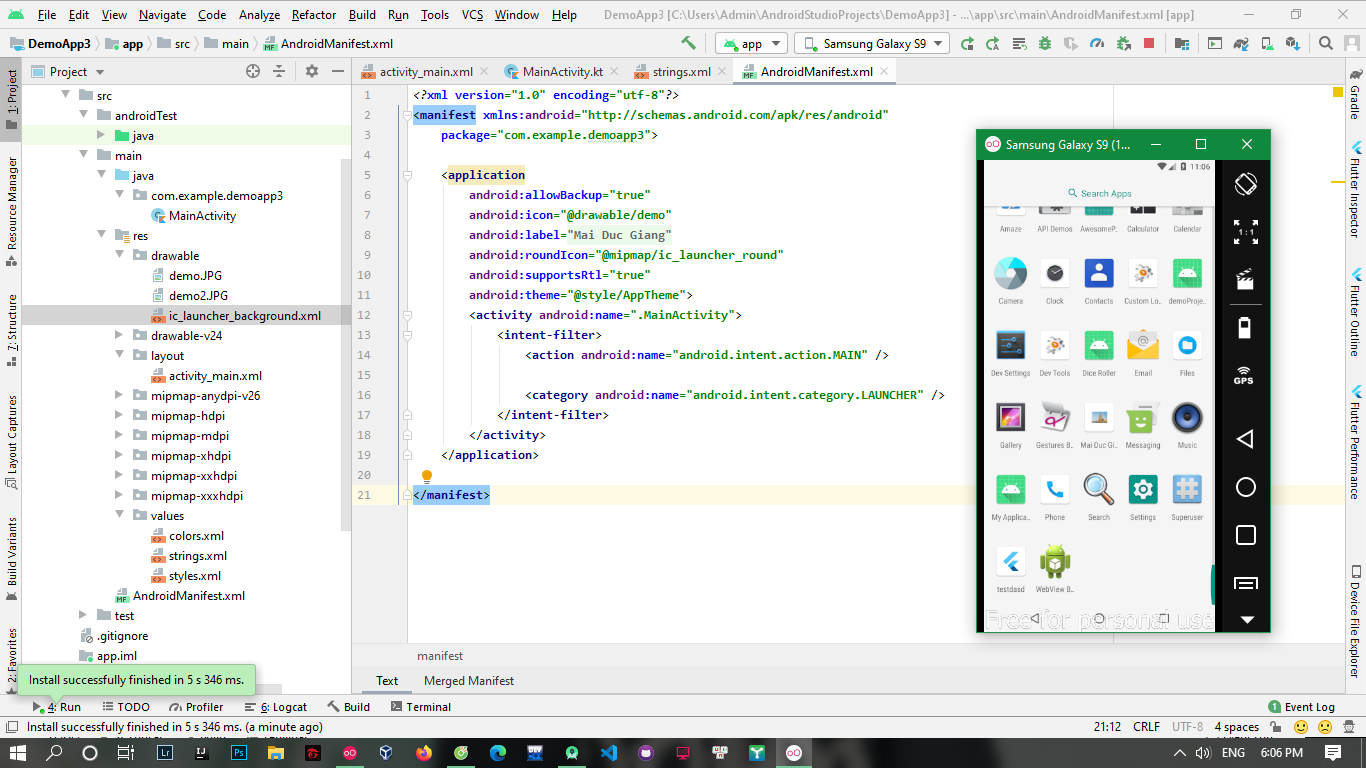 File Edit View Navigate Code Analyze Refactor Build Run Tools VCS Window Help DemoApp3 [C:\Users\Admin\AndroidStudioProjects\DemoApp3] - ...\app\src\main\AndroidManifest.xml [app]
DemoApp3 app src main AndroidManifest.xml app Samsung Galaxy S9
Project activity_main.xml MainActivity.kt strings.xml AndroidManifest.xml
1: Project
Resource Manager
Z: Structure
Layout Captures
Build Variants
2: Favorites
src
androidTest
java
main
java
com.example.demoapp3
MainActivity
res
drawable
demo.JPG
demo2.JPG
ic_launcher_background.xml
drawable-v24
layout
activity_main.xml
mipmap-anydpi-v26
mipmap-hdpi
mipmap-mdpi
mipmap-xhdpi
mipmap-xxhdpi
mipmap-xxxhdpi
values
colors.xml
strings.xml
styles.xml
AndroidManifest.xml
test
.gitignore
app.iml
1 <?xml version="1.0" encoding="utf-8"?>
2 <manifest xmlns:android="http://schemas.android.com/apk/res/android"
3 package="com.example.demoapp3">
4
5 <application
6 android:allowBackup="true"
7 android:icon="@drawable/demo"
8 android:label="Mai Duc Giang"
9 android:roundIcon="@mipmap/ic_launcher_round"
10 android:supportsRtl="true"
11 android:theme="@style/AppTheme">
12 <activity android:name=".MainActivity">
13 <intent-filter>
14 <action android:name="android.intent.action.MAIN" />
15
16 <category android:name="android.intent.category.LAUNCHER" />
17 </intent-filter>
18 </activity>
19 </application>
20
21 </manifest>
manifest
Text Merged Manifest
Samsung Galaxy S9 (1...
11:06
Search Apps
Amaze API Demos AwesomeP.. Calculator Calendar
Camera Clock Contacts Custom Lo.. demoProje..
Dev Settings Dev Tools Dice Roller Email Files
Gallery Gestures B.. Mai Duc Gi.. Messaging Music
My Applica.. Phone Search Settings Superuser
testdasd WebView B..
Free for personal use
1 : 1
GPS
Gradle
Flutter Inspector
Flutter Outline
Flutter Performance
Device File Explorer
Install successfully finished in 5 s 346 ms.
4: Run TODO Profiler 6: Logcat Build Terminal 1 Event Log
Install successfully finished in 5 s 346 ms. (a minute ago) 21:12 CRLF UTF-8 4 spaces
ENG 6:06 PM